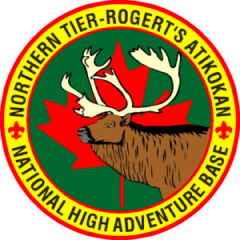 NORTHERN TIER-ROGERT'S ATIKOKAN
NATIONAL HIGH ADVENTURE BASE